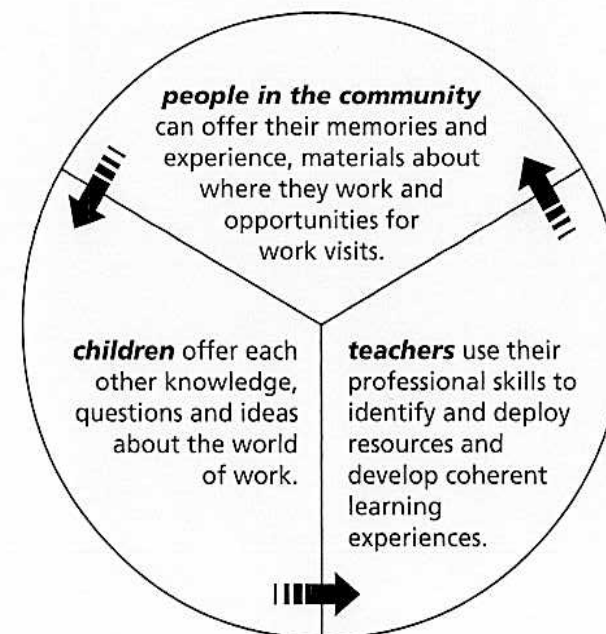 people in the community
can offer their memories and
experience, materials about
where they work and
opportunities for
work visits.
children offer each
other knowledge,
questions and ideas
about the world
of work.
teachers use their
professional skills to
identify and deploy
resources and
develop coherent
learning
experiences.